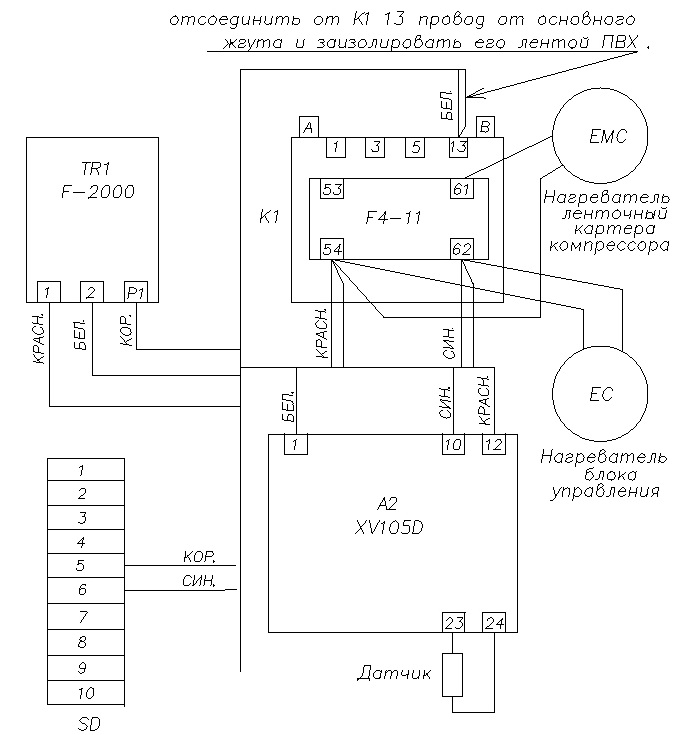 отсоединить от К1 13 провод от основного
жгута и заизолировать его лентой ПВХ.
БЕЛ.
A
B
1
3
5
13
EMC
Нагреватель
ленточный
картера
компрессора
TR1
F-2000
1
2
P1
КРАСН.
БЕЛ.
КОР.
K1
53
61
F4-11
54
62
КРАСН.
СИН.
EC
Нагреватель
блока
управления
БЕЛ.
СИН.
КРАСН.
1
10
12
A2
XV105D
23
24
Датчик
1
2
3
4
5
6
7
8
9
10
КОР.
СИН.
SD